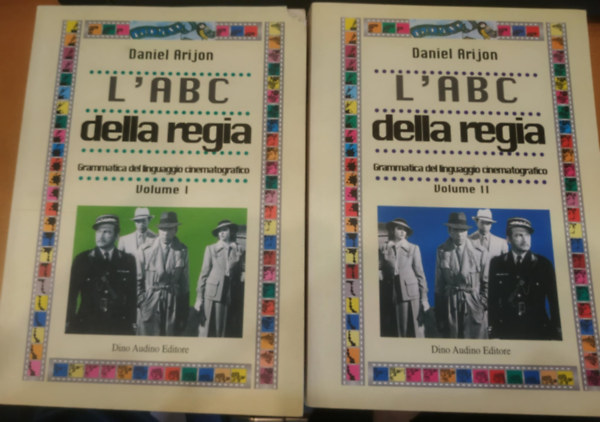 Daniel Arijon
L'ABC
della regia
Grammatica del linguaggio cinematografico
Volume I
Dino Audino Editore
Daniel Arijon
L'ABC
della regia
Grammatica del linguaggio cinematografico
Volume II
Dino Audino Editore